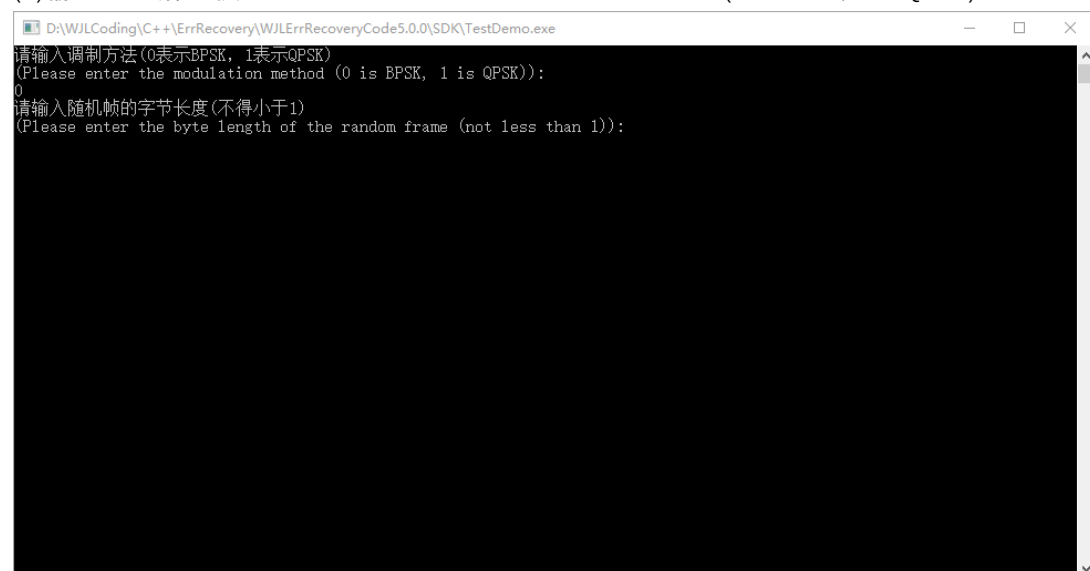 D:\WJLCoding\C++\ErrRecovery\WJLErrRecoveryCode5.0.0\SDK\TestDemo.exe
请输入调制方法(0表示BPSK, 1表示QPSK)
(Please enter the modulation method (0 is BPSK, 1 is QPSK)):
0
请输入随机帧的字节长度(不得小于1)
(Please enter the byte length of the random frame (not less than 1)):